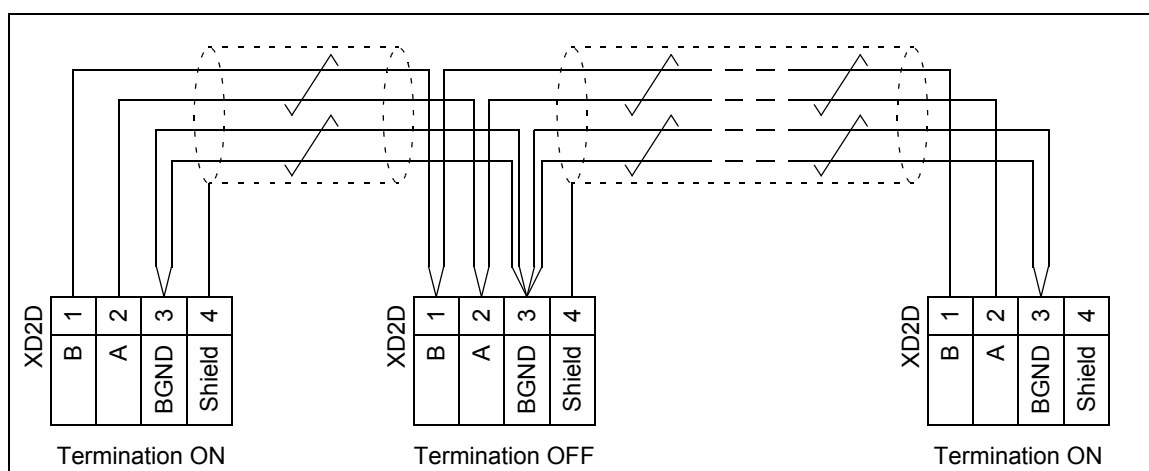 XD2D
1 2 3 4
B A BGND Shield
Termination ON
XD2D
1 2 3 4
B A BGND Shield
Termination OFF
XD2D
1 2 3 4
B A BGND Shield
Termination ON